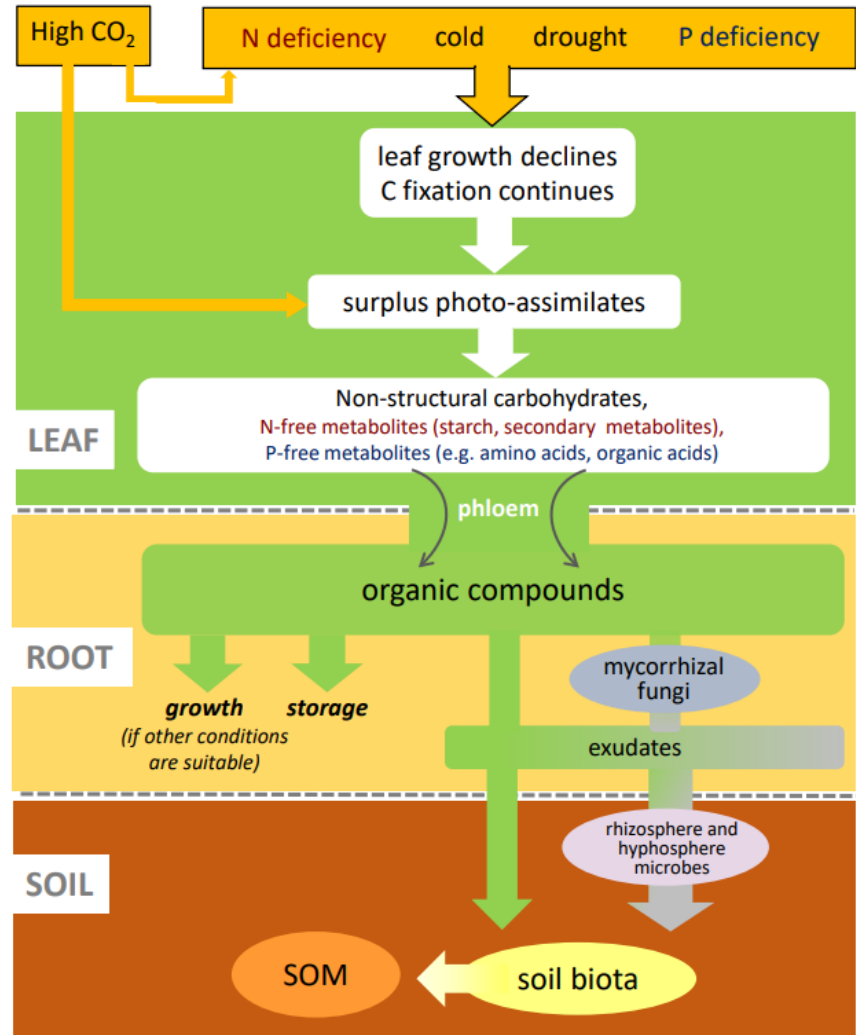 High CO₂
N deficiency cold drought P deficiency
leaf growth declines
C fixation continues
surplus photo-assimilates
Non-structural carbohydrates,
N-free metabolites (starch, secondary metabolites),
P-free metabolites (e.g. amino acids, organic acids)
LEAF
phloem
organic compounds
ROOT
growth
(if other conditions
are suitable)
storage
mycorrhizal
fungi
exudates
rhizosphere and
hyphosphere
microbes
SOIL
SOM
soil biota